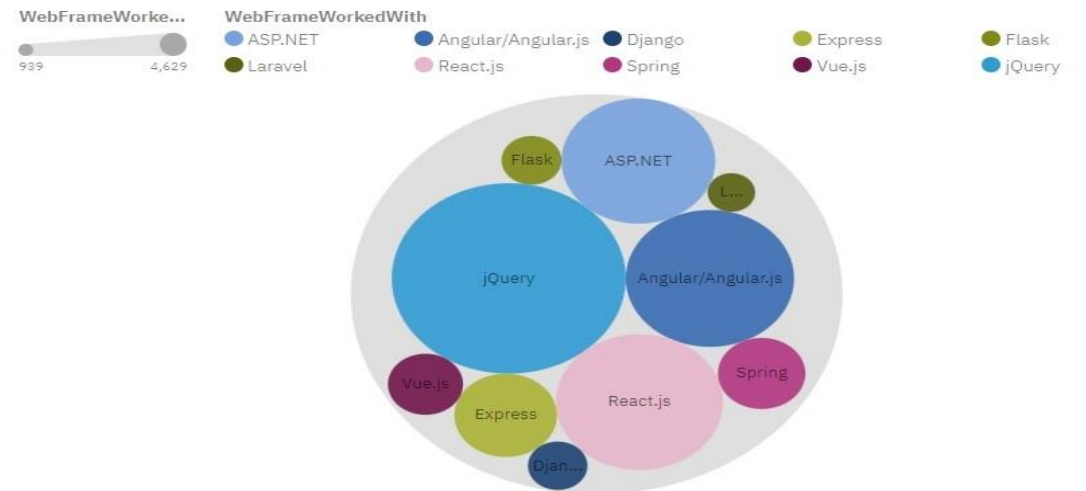 WebFrameWorke... WebFrameWorkedWith
ASP.NET Angular/Angular.js Django Express Flask
939 4,629 Laravel React.js Spring Vue.js jQuery
Flask ASP.NET
L...
jQuery Angular/Angular.js
Vue.js Spring
Express React.js
Djan...